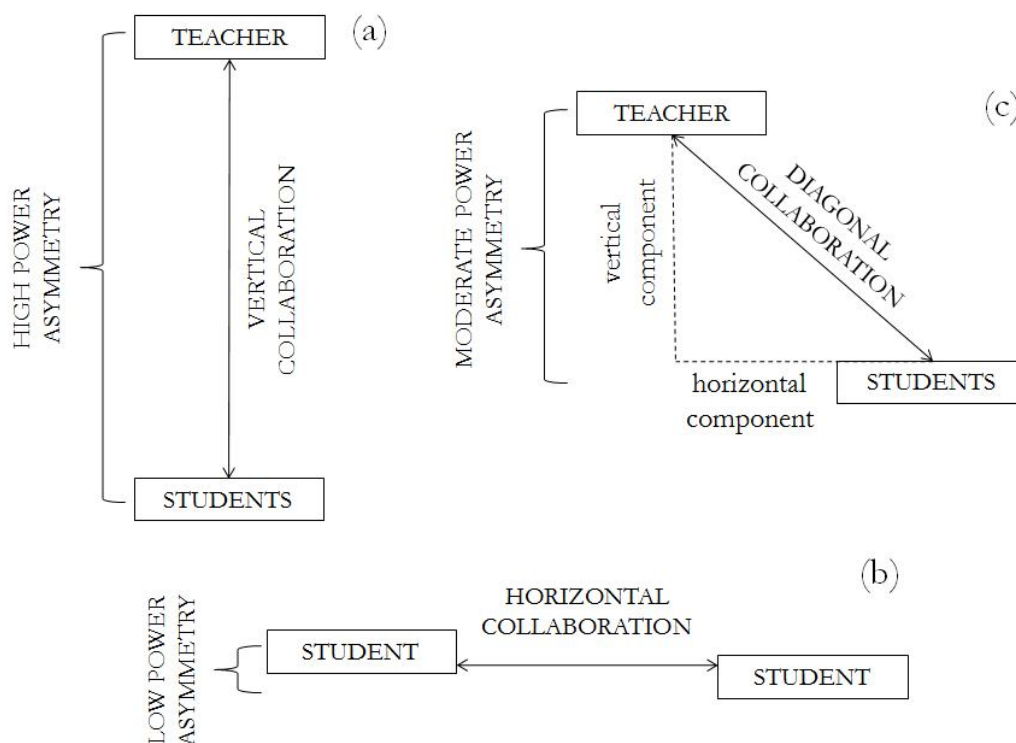 TEACHER
(a)
HIGH POWER
ASYMMETRY
VERTICAL
COLLABORATION
STUDENTS
TEACHER
(c)
MODERATE POWER
ASYMMETRY
vertical
component
DIAGONAL
COLLABORATION
horizontal
component
STUDENTS
(b)
LOW POWER
ASYMMETRY
STUDENT
HORIZONTAL
COLLABORATION
STUDENT